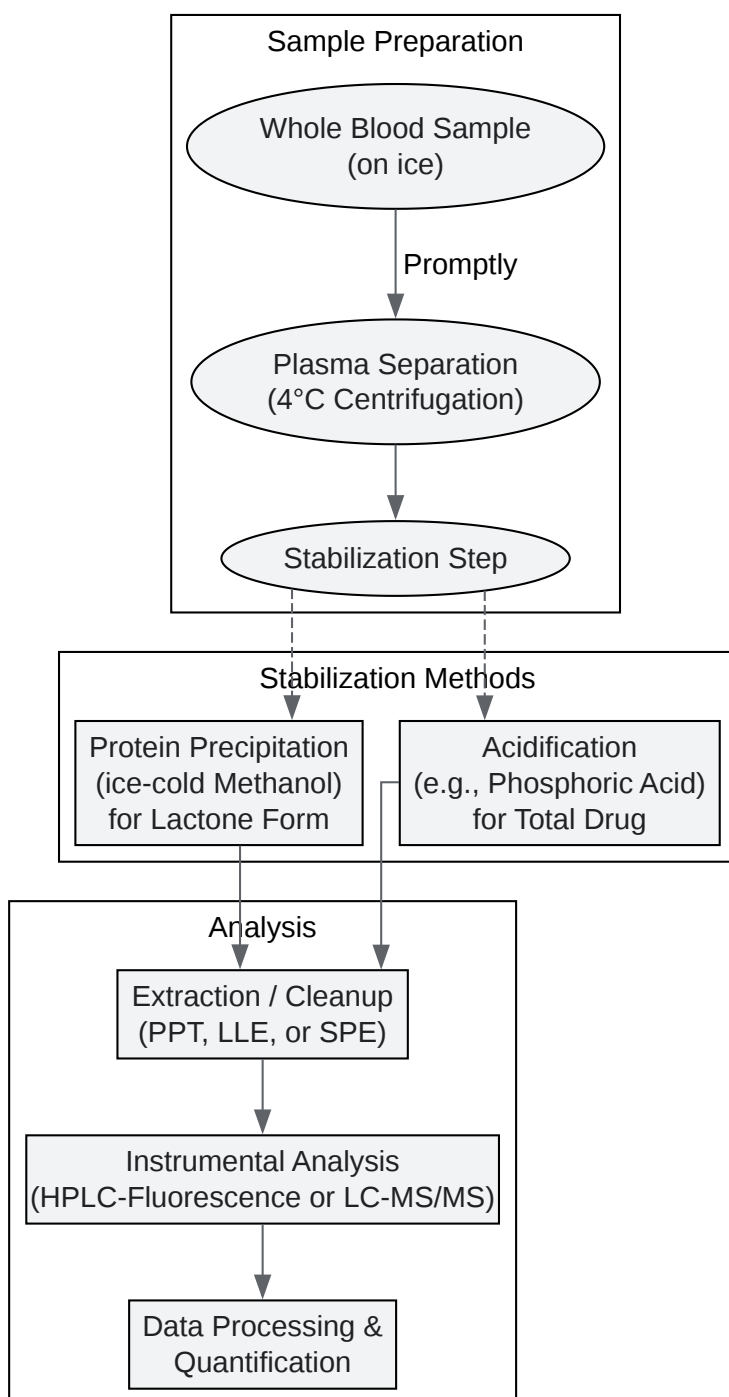 Sample Preparation
Whole Blood Sample
(on ice)
Promptly
Plasma Separation
(4°C Centrifugation)
Stabilization Step
Stabilization Methods
Protein Precipitation
(ice-cold Methanol)
for Lactone Form
Acidification
(e.g., Phosphoric Acid)
for Total Drug
Analysis
Extraction / Cleanup
(PPT, LLE, or SPE)
Instrumental Analysis
(HPLC-Fluorescence or LC-MS/MS)
Data Processing &
Quantification